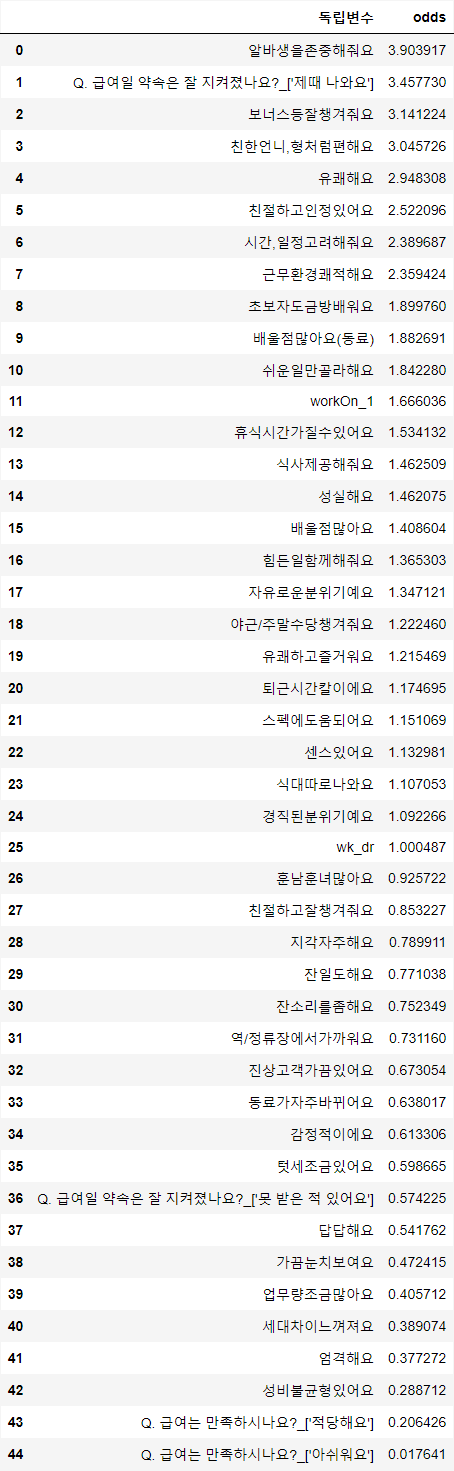 독립변수 odds
0 알바생을존중해줘요 3.903917
1 Q. 급여일 약속은 잘 지켜졌나요?_['제때 나와요'] 3.457730
2 보너스등잘챙겨줘요 3.141224
3 친한언니,형처럼편해요 3.045726
4 유쾌해요 2.948308
5 친절하고인정있어요 2.522096
6 시간,일정고려해줘요 2.389687
7 근무환경쾌적해요 2.359424
8 초보자도금방배워요 1.899760
9 배울점많아요(동료) 1.882691
10 쉬운일만골라해요 1.842280
11 workOn_1 1.666036
12 휴식시간가질수있어요 1.534132
13 식사제공해줘요 1.462509
14 성실해요 1.462075
15 배울점많아요 1.408604
16 힘든일함께해줘요 1.365303
17 자유로운분위기예요 1.347121
18 야근/주말수당챙겨줘요 1.222460
19 유쾌하고즐거워요 1.215469
20 퇴근시간칼이에요 1.174695
21 스펙에도움되어요 1.151069
22 센스있어요 1.132981
23 식대따로나와요 1.107053
24 경직된분위기예요 1.092266
25 wk_dr 1.000487
26 훈남훈녀많아요 0.925722
27 친절하고잘챙겨줘요 0.853227
28 지각자주해요 0.789911
29 잔일도해요 0.771038
30 잔소리를좀해요 0.752349
31 역/정류장에서가까워요 0.731160
32 진상고객가끔있어요 0.673054
33 동료가자주바뀌어요 0.638017
34 감정적이에요 0.613306
35 텃세조금있어요 0.598665
36 Q. 급여일 약속은 잘 지켜졌나요?_['못 받은 적 있어요'] 0.574225
37 답답해요 0.541762
38 가끔눈치보여요 0.472415
39 업무량조금많아요 0.405712
40 세대차이느껴져요 0.389074
41 엄격해요 0.377272
42 성비불균형있어요 0.288712
43 Q. 급여는 만족하시나요?_['적당해요'] 0.206426
44 Q. 급여는 만족하시나요?_['아쉬워요'] 0.017641